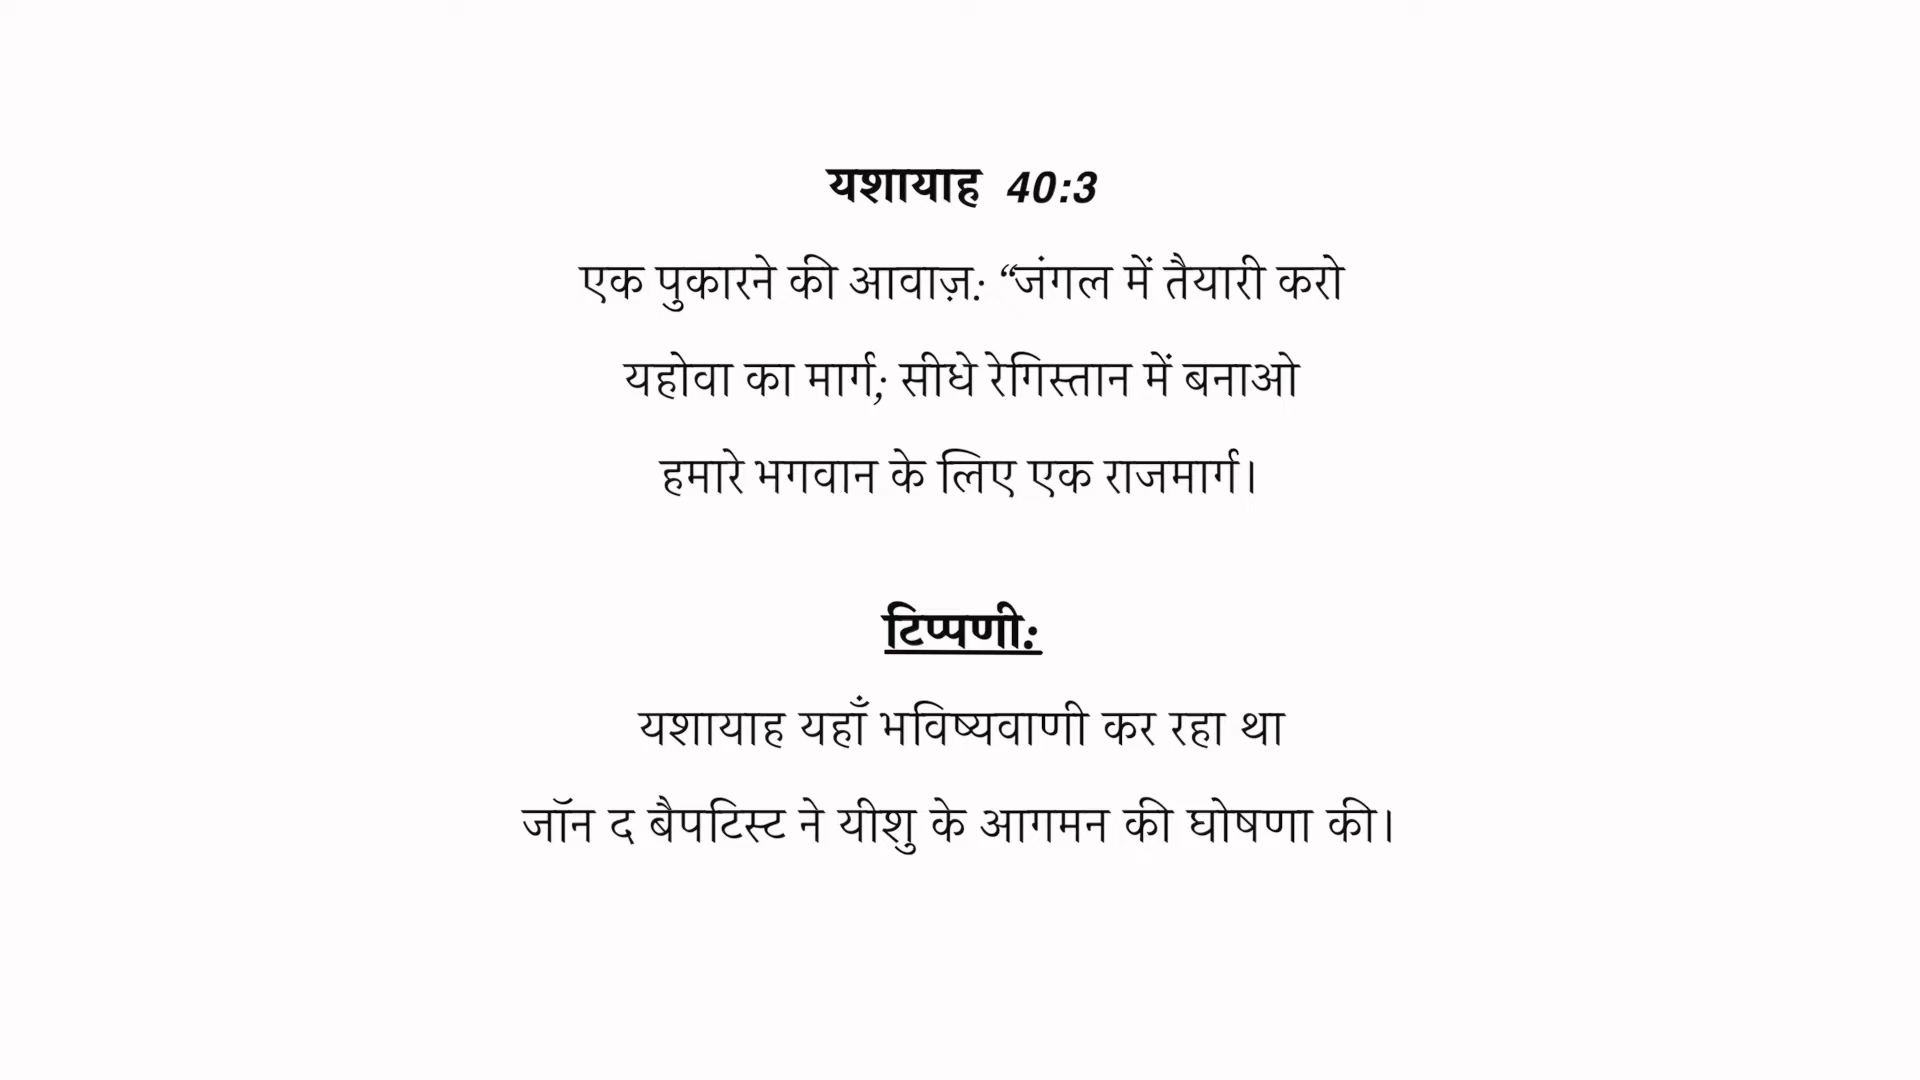 यशायाह 40:3
एक पुकारने की आवाज़: “जंगल में तैयारी करो
यहोवा का मार्ग; सीधे रेगिस्तान में बनाओ
हमारे भगवान के लिए एक राजमार्ग।
टिप्पणी:
यशायाह यहाँ भविष्यवाणी कर रहा था
जॉन द बैपटिस्ट ने यीशु के आगमन की घोषणा की।